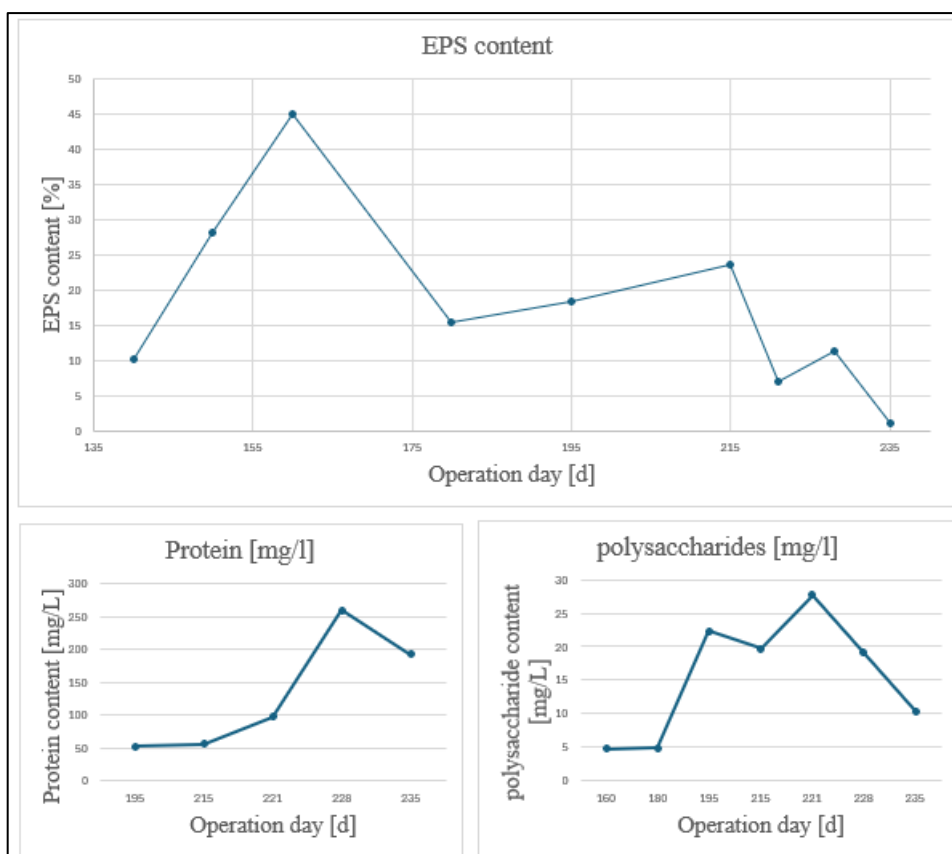 EPS content
50
45
40
35
30
25
20
15
10
5
0
EPS content [%]
135 155 175 195 215 235
Operation day [d]
Protein [mg/l]
300
250
200
150
100
50
0
Protein content [mg/L]
195 215 221 228 235
Operation day [d]
polysaccharides [mg/l]
30
25
20
15
10
5
0
polysaccharide content
[mg/L]
160 180 195 215 221 228 235
Operation day [d]